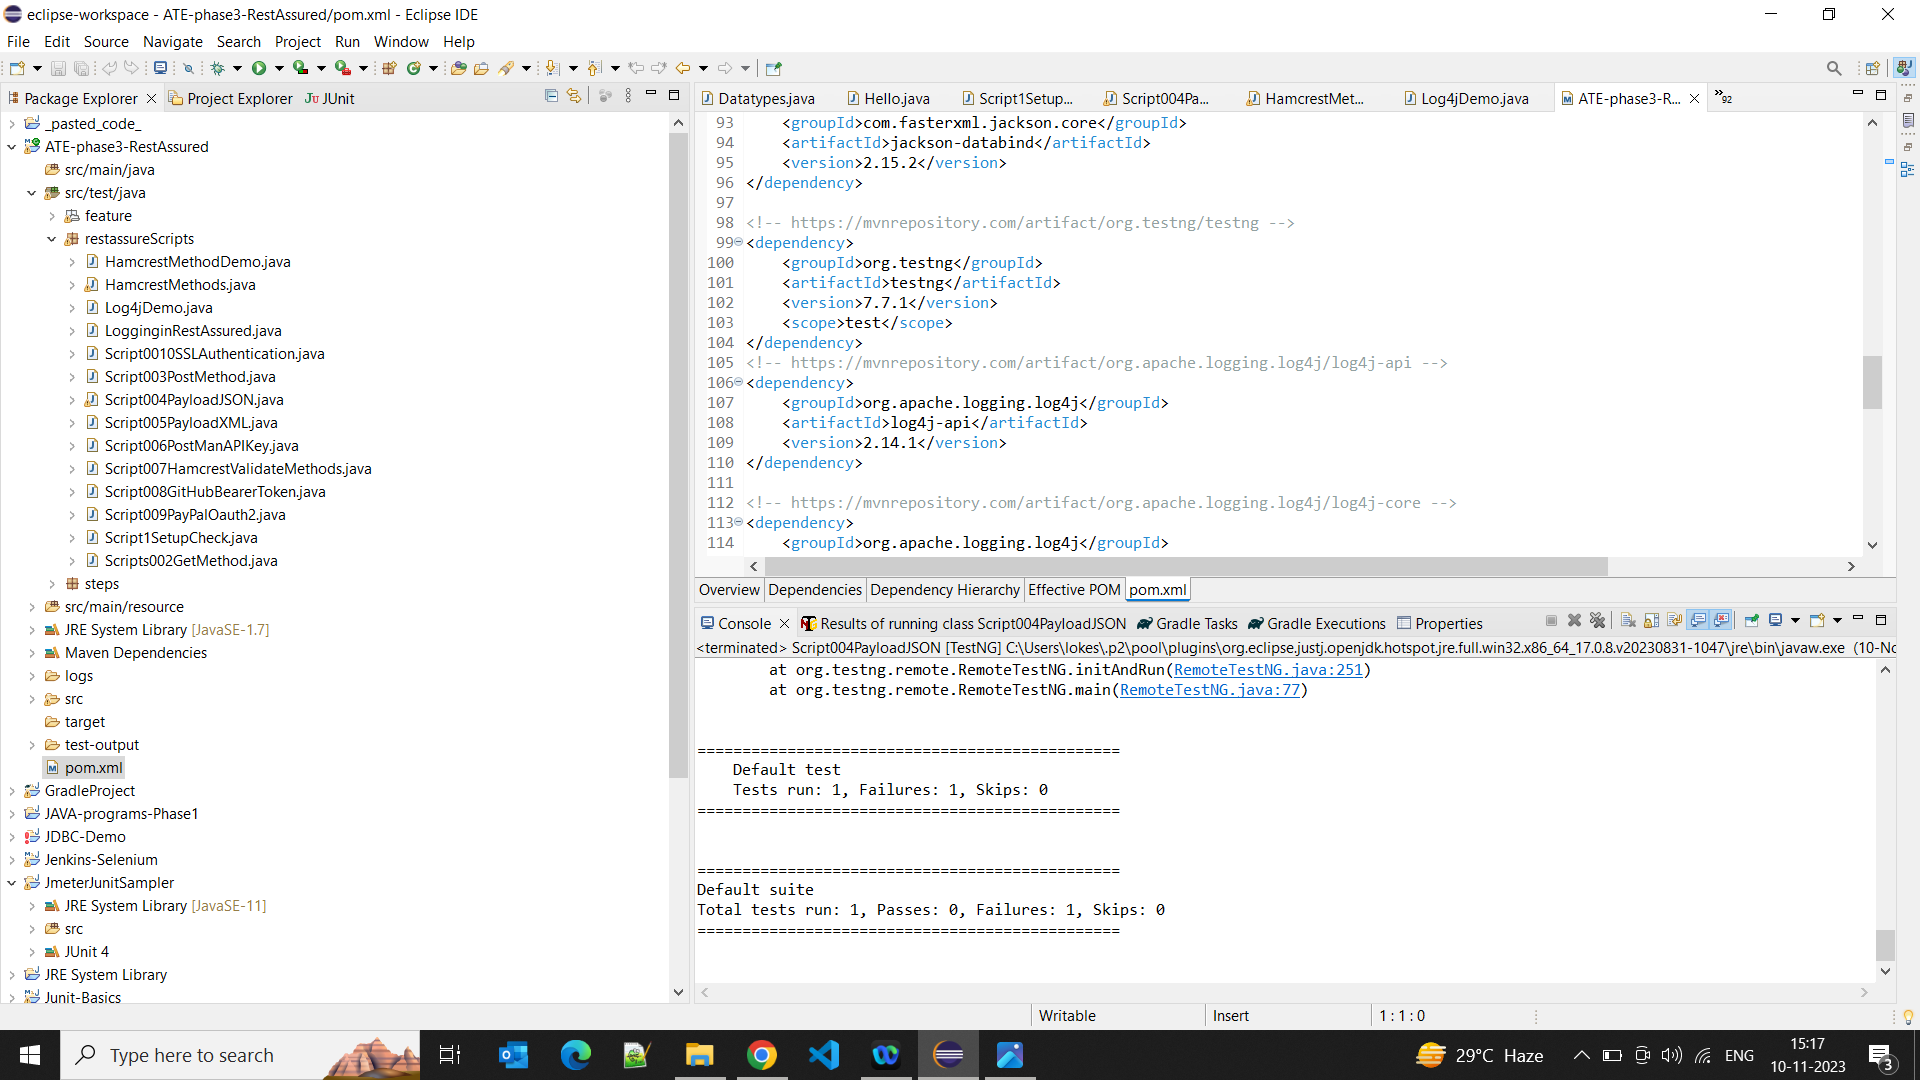 eclipse-workspace - ATE-phase3-RestAssured/pom.xml - Eclipse IDE
File Edit Source Navigate Search Project Run Window Help
Package Explorer Project Explorer JUnit
_pasted_code_
ATE-phase3-RestAssured
src/main/java
src/test/java
feature
restassureScripts
HamcrestMethodDemo.java
HamcrestMethods.java
Log4jDemo.java
LogginginRestAssured.java
Script0010SSLAuthentication.java
Script003PostMethod.java
Script004PayloadJSON.java
Script005PayloadXML.java
Script006PostManAPIKey.java
Script007HamcrestValidateMethods.java
Script008GitHubBearerToken.java
Script009PayPalOauth2.java
Script1SetupCheck.java
Scripts002GetMethod.java
steps
src/main/resource
JRE System Library [JavaSE-1.7]
Maven Dependencies
logs
src
target
test-output
pom.xml
GradleProject
JAVA-programs-Phase1
JDBC-Demo
Jenkins-Selenium
JmeterJunitSampler
JRE System Library [JavaSE-11]
src
JUnit 4
JRE System Library
Junit-Basics
Datatypes.java Hello.java Script1Setup... Script004Pa... HamcrestMet... Log4jDemo.java ATE-phase3-R... »92
93 <groupId>com.fasterxml.jackson.core</groupId>
94 <artifactId>jackson-databind</artifactId>
95 <version>2.15.2</version>
96 </dependency>
97
98 <!-- https://mvnrepository.com/artifact/org.testng/testng -->
99 <dependency>
100 <groupId>org.testng</groupId>
101 <artifactId>testng</artifactId>
102 <version>7.7.1</version>
103 <scope>test</scope>
104 </dependency>
105 <!-- https://mvnrepository.com/artifact/org.apache.logging.log4j/log4j-api -->
106 <dependency>
107 <groupId>org.apache.logging.log4j</groupId>
108 <artifactId>log4j-api</artifactId>
109 <version>2.14.1</version>
110 </dependency>
111
112 <!-- https://mvnrepository.com/artifact/org.apache.logging.log4j/log4j-core -->
113 <dependency>
114 <groupId>org.apache.logging.log4j</groupId>
Overview Dependencies Dependency Hierarchy Effective POM pom.xml
Console Results of running class Script004PayloadJSON Gradle Tasks Gradle Executions Properties
<terminated> Script004PayloadJSON [TestNG] C:\Users\lokes\.p2\pool\plugins\org.eclipse.justj.openjdk.hotspot.jre.full.win32.x86_64_17.0.8.v20230831-1047\jre\bin\javaw.exe (10-No
at org.testng.remote.RemoteTestNG.initAndRun(RemoteTestNG.java:251)
at org.testng.remote.RemoteTestNG.main(RemoteTestNG.java:77)
===============================================
Default test
Tests run: 1, Failures: 1, Skips: 0
===============================================
===============================================
Default suite
Total tests run: 1, Passes: 0, Failures: 1, Skips: 0
===============================================
Writable Insert 1 : 1 : 0
Type here to search
29°C Haze
ENG
15:17
10-11-2023
3